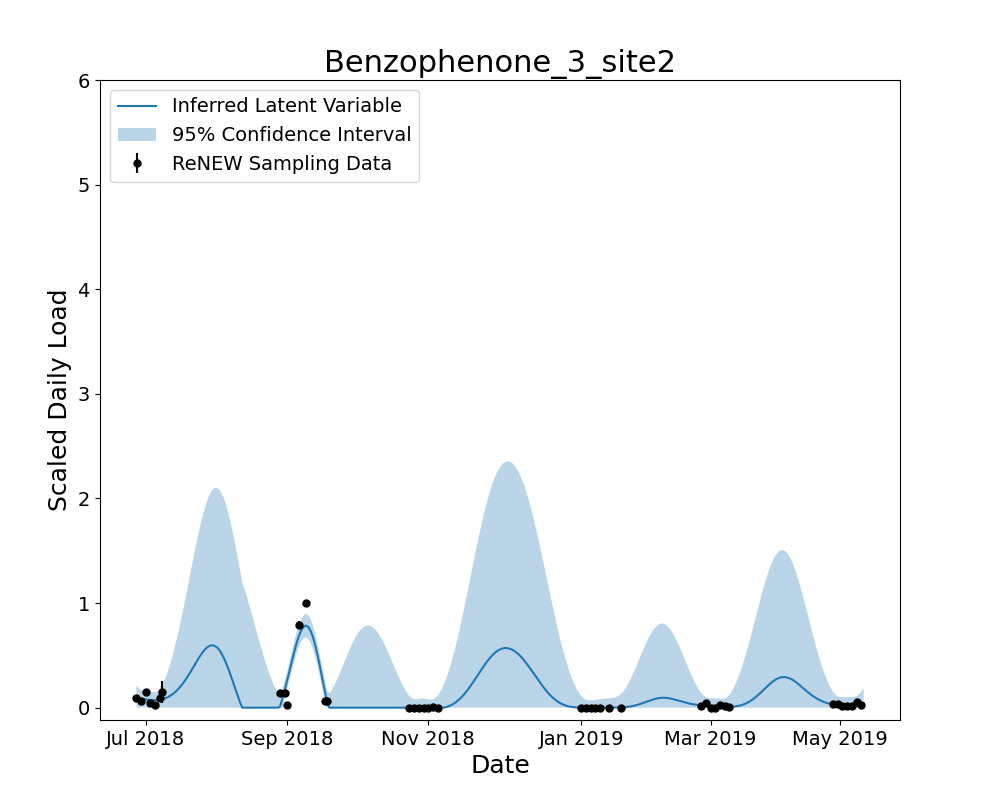 Benzophenone_3_site2
Inferred Latent Variable
95% Confidence Interval
ReNEW Sampling Data
Scaled Daily Load
6
5
4
3
2
1
0
Jul 2018 Sep 2018 Nov 2018 Jan 2019 Mar 2019 May 2019
Date